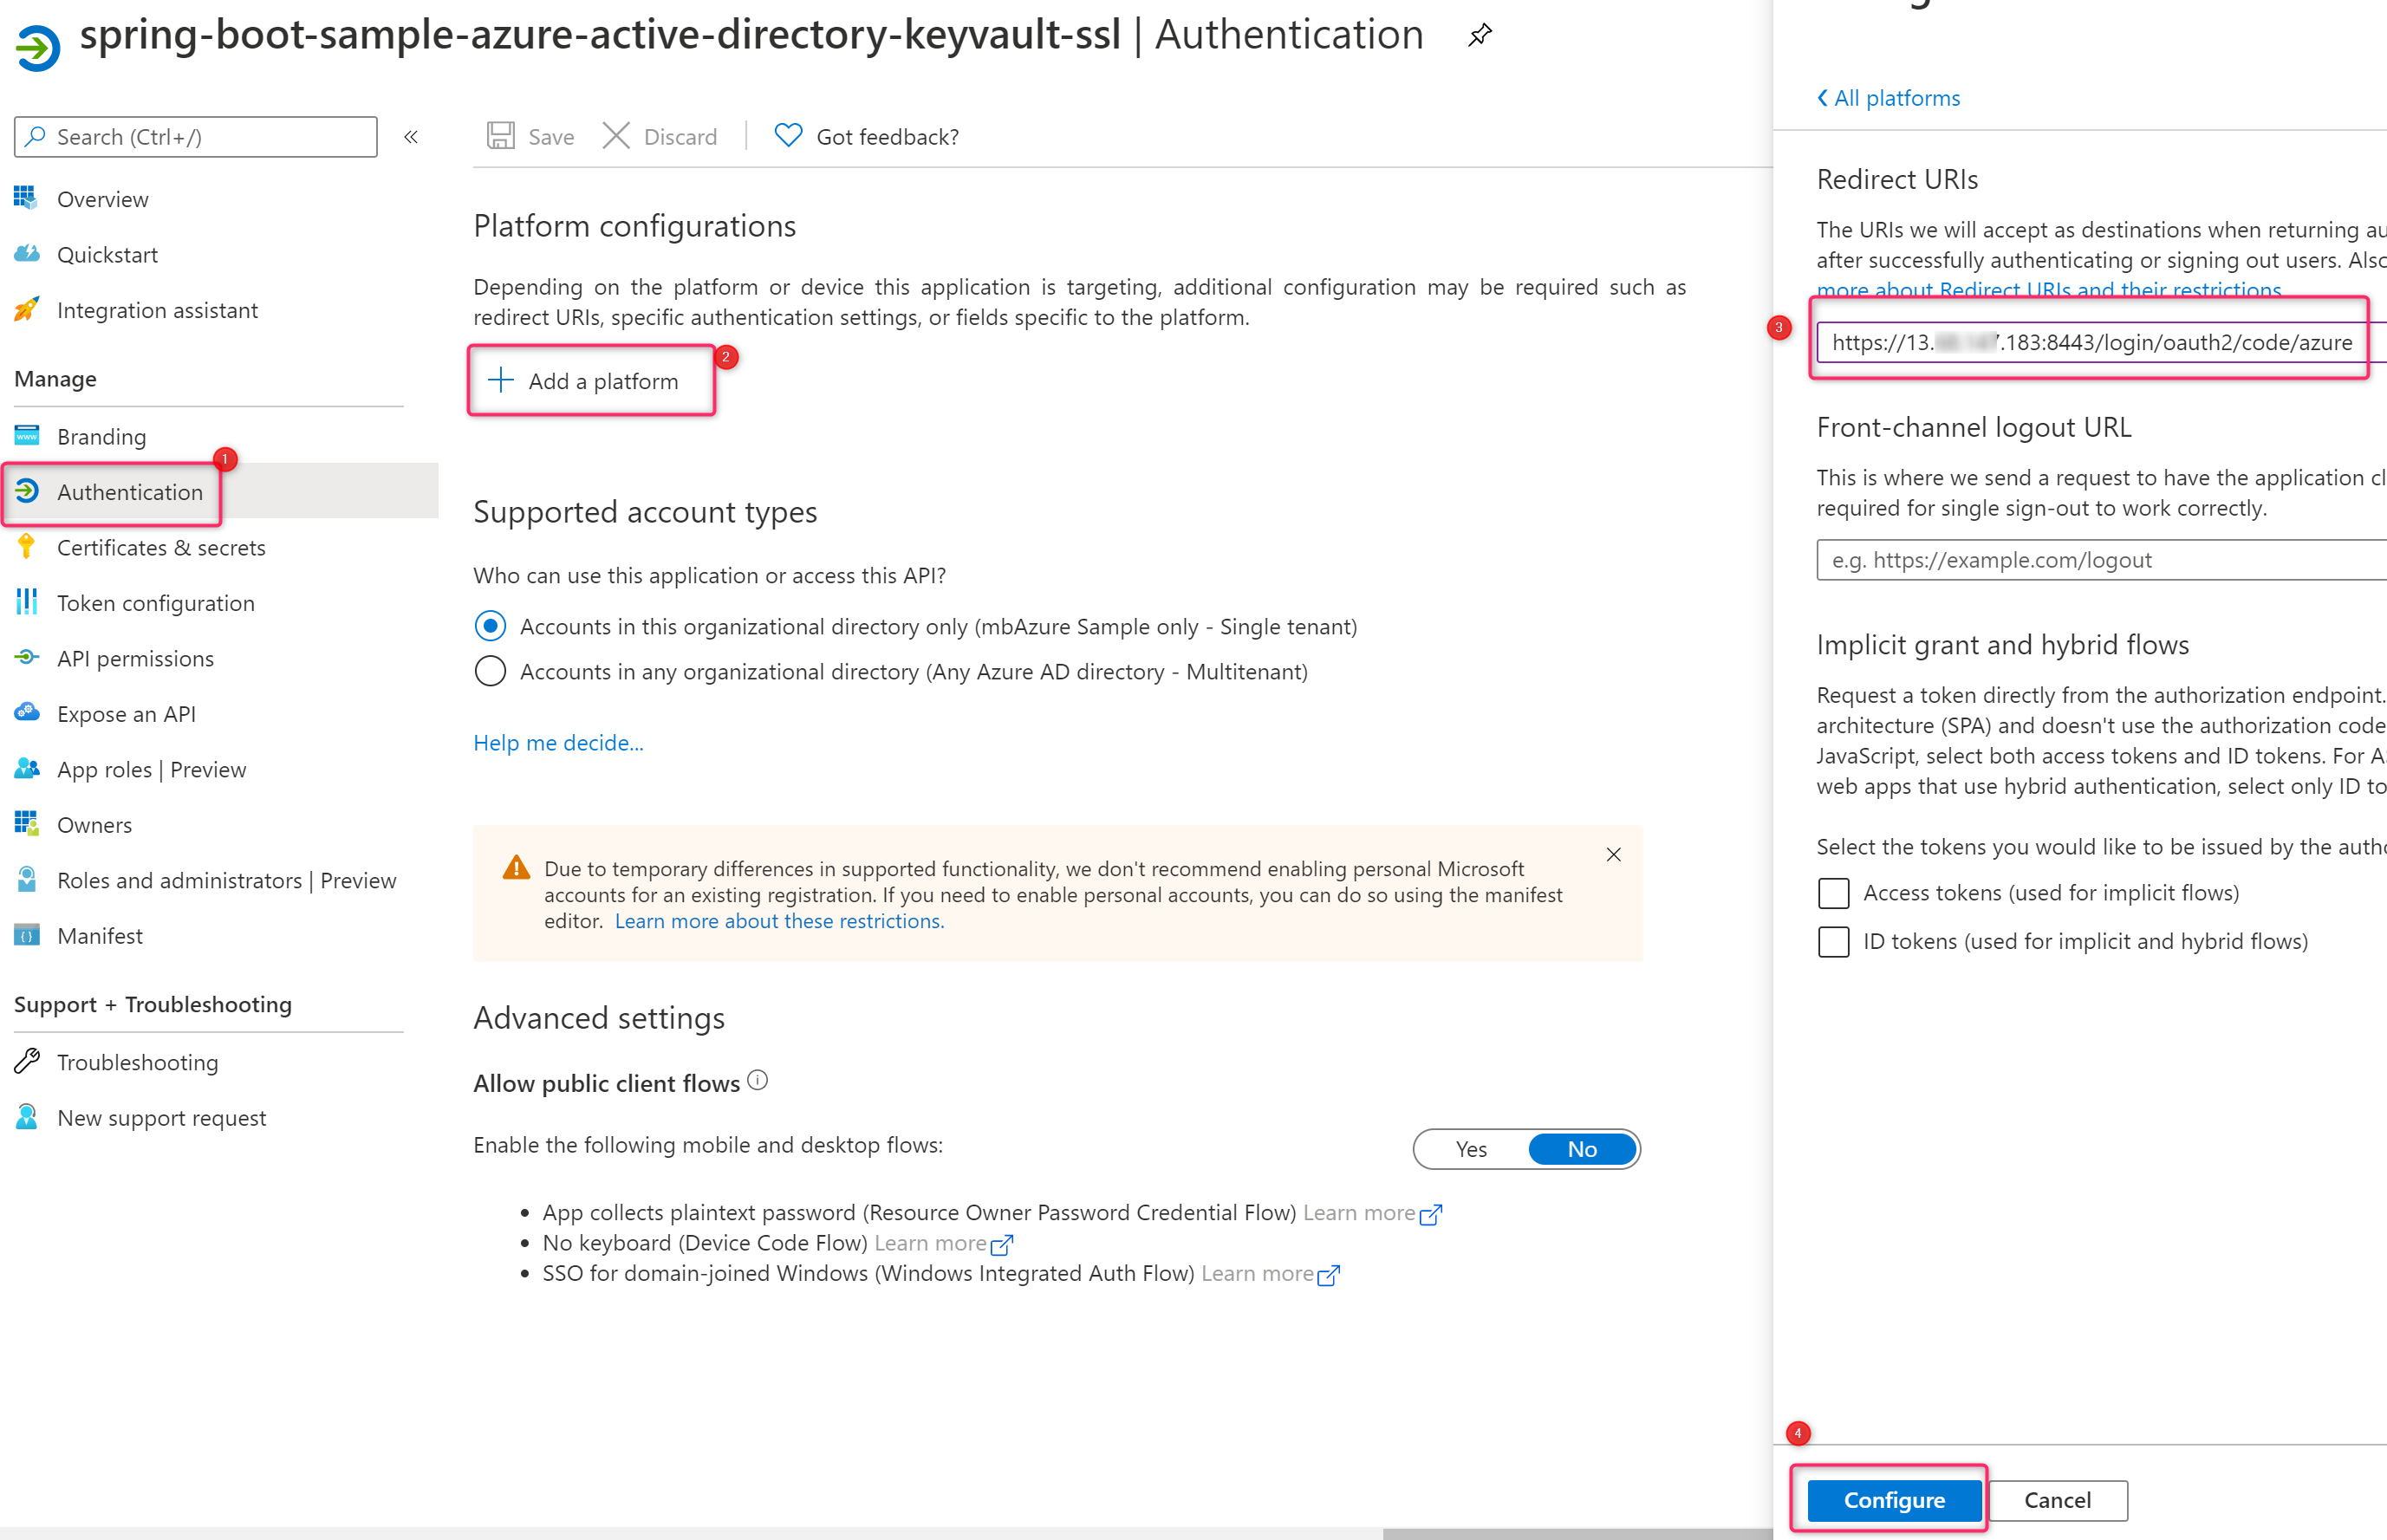 spring-boot-sample-azure-active-directory-keyvault-ssl | Authentication
Search (Ctrl+/)
«
Overview
Quickstart
Integration assistant
Manage
Branding
1
Authentication
Certificates & secrets
Token configuration
API permissions
Expose an API
App roles | Preview
Owners
Roles and administrators | Preview
Manifest
Support + Troubleshooting
Troubleshooting
New support request
Save
Discard
Got feedback?
Platform configurations
Depending on the platform or device this application is targeting, additional configuration may be required such as
redirect URIs, specific authentication settings, or fields specific to the platform.
2
Add a platform
Supported account types
Who can use this application or access this API?
Accounts in this organizational directory only (mbAzure Sample only - Single tenant)
Accounts in any organizational directory (Any Azure AD directory - Multitenant)
Help me decide...
Due to temporary differences in supported functionality, we don't recommend enabling personal Microsoft
accounts for an existing registration. If you need to enable personal accounts, you can do so using the manifest
editor. Learn more about these restrictions.
Advanced settings
Allow public client flows
Enable the following mobile and desktop flows:
Yes
No
App collects plaintext password (Resource Owner Password Credential Flow) Learn more
No keyboard (Device Code Flow) Learn more
SSO for domain-joined Windows (Windows Integrated Auth Flow) Learn more
All platforms
Redirect URIs
The URIs we will accept as destinations when returning au
after successfully authenticating or signing out users. Also
more about Redirect URIs and their restrictions
3
https://13. .183:8443/login/oauth2/code/azure
Front-channel logout URL
This is where we send a request to have the application cl
required for single sign-out to work correctly.
e.g. https://example.com/logout
Implicit grant and hybrid flows
Request a token directly from the authorization endpoint.
architecture (SPA) and doesn't use the authorization code
JavaScript, select both access tokens and ID tokens. For AS
web apps that use hybrid authentication, select only ID to
Select the tokens you would like to be issued by the autho
Access tokens (used for implicit flows)
ID tokens (used for implicit and hybrid flows)
4
Configure
Cancel